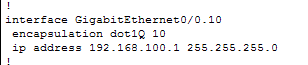 !
interface GigabitEthernet0/0.10
 encapsulation dot1Q 10
 ip address 192.168.100.1 255.255.255.0
!